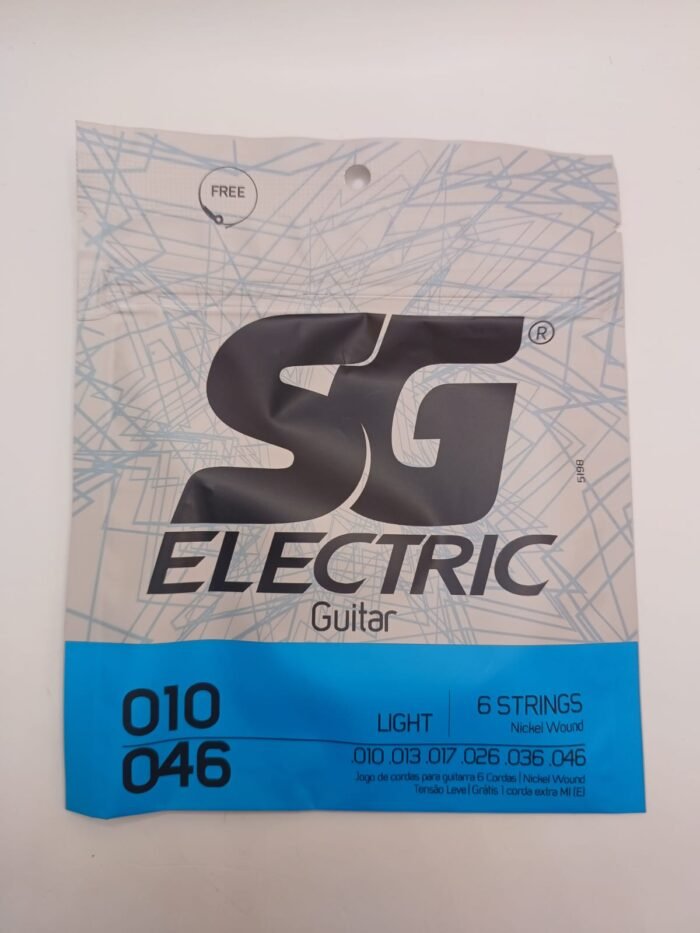 FREE
SG®
5198
ELECTRIC
Guitar
010
046
LIGHT
6 STRINGS
Nickel Wound
.010 .013 .017 .026 .036 .046
Jogo de cordas para guitarra 6 Cordas | Nickel Wound
Tensão Leve | Grátis 1 corda extra MI (E)